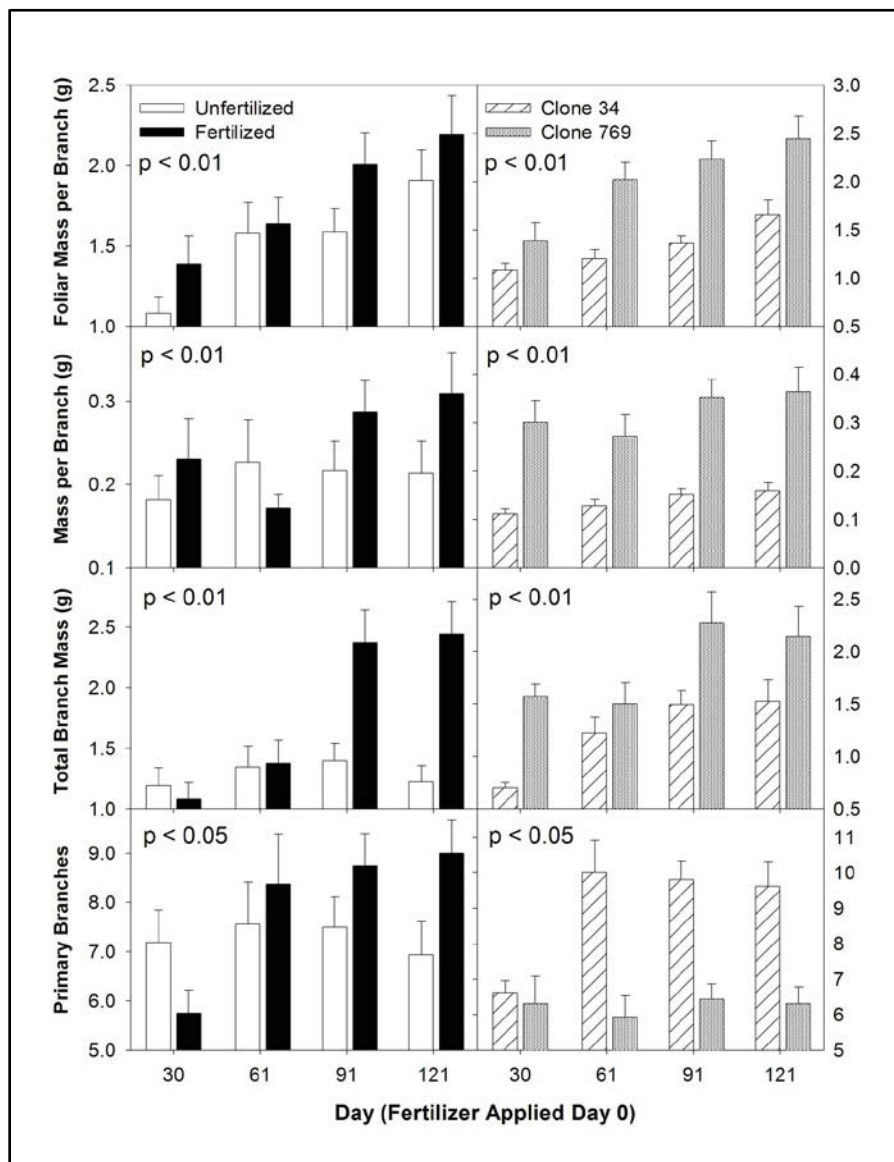 Unfertilized
Fertilized
Clone 34
Clone 769
Foliar Mass per Branch (g)
2.5
2.0
1.5
1.0
p < 0.01
p < 0.01
3.0
2.5
2.0
1.5
1.0
0.5
Mass per Branch (g)
0.3
0.2
0.1
p < 0.01
p < 0.01
0.4
0.3
0.2
0.1
0.0
Total Branch Mass (g)
2.5
2.0
1.5
1.0
p < 0.01
p < 0.01
2.5
2.0
1.5
1.0
0.5
Primary Branches
9.0
8.0
7.0
6.0
5.0
p < 0.05
p < 0.05
11
10
9
8
7
6
5
30 61 91 121 30 61 91 121
Day (Fertilizer Applied Day 0)